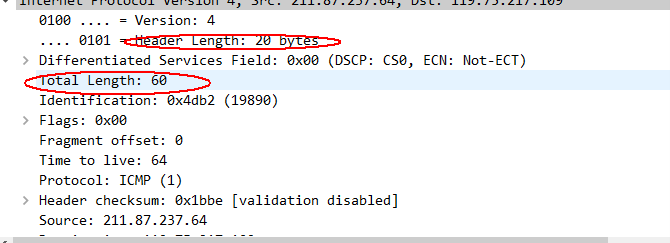 Internet Protocol Version 4, Src: 211.87.237.64, Dst: 119.75.217.109
0100 .... = Version: 4
.... 0101 = Header Length: 20 bytes
Differentiated Services Field: 0x00 (DSCP: CS0, ECN: Not-ECT)
Total Length: 60
Identification: 0x4db2 (19890)
Flags: 0x00
Fragment offset: 0
Time to live: 64
Protocol: ICMP (1)
Header checksum: 0x1bbe [validation disabled]
Source: 211.87.237.64